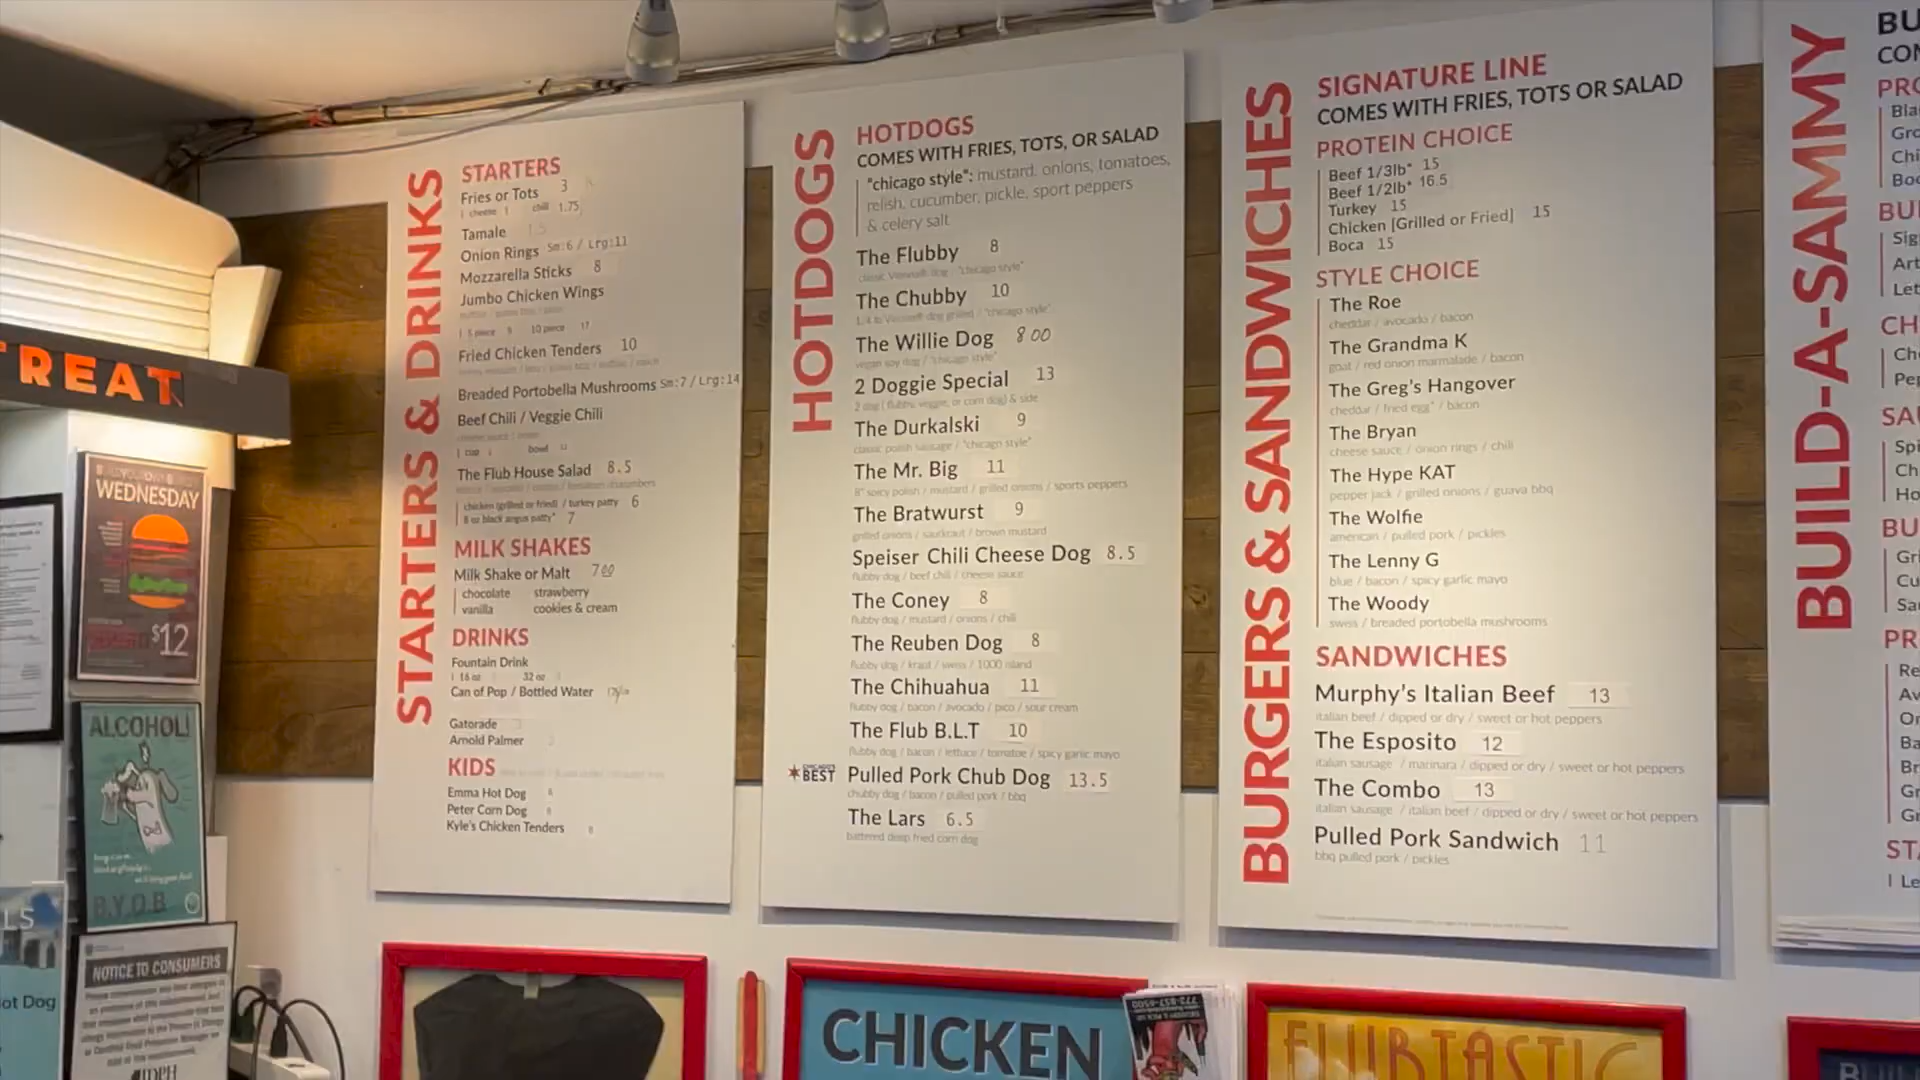 STARTERS & DRINKS
STARTERS
Fries or Tots 3
cheese 1 chili 1.75
Tamale
Onion Rings Sm:6 / Lrg:11
Mozzarella Sticks 8
Jumbo Chicken Wings
5 piece 9 10 piece 17
Fried Chicken Tenders 10
Breaded Portobella Mushrooms Sm:7 / Lrg:14
Beef Chili / Veggie Chili
cup bowl
The Flub House Salad 8.5
chicken (grilled or fried) / turkey patty 6
8 oz black angus patty* 7
MILK SHAKES
Milk Shake or Malt 7.00
chocolate strawberry
vanilla cookies & cream
DRINKS
Fountain Drink
16 oz 32 oz
Can of Pop / Bottled Water
Gatorade
Arnold Palmer
KIDS
Emma Hot Dog
Peter Corn Dog
Kyle's Chicken Tenders
HOTDOGS
HOTDOGS
COMES WITH FRIES, TOTS, OR SALAD
"chicago style": mustard, onions, tomatoes,
relish, cucumber, pickle, sport peppers
& celery salt
The Flubby 8
classic Vienna® dog / "chicago style"
The Chubby 10
1/4 lb Vienna® dog grilled / "chicago style"
The Willie Dog 8.00
vegan soy dog / "chicago style"
2 Doggie Special 13
2 dog (flubby, veggie, or corn dog) & side
The Durkalski 9
classic polish sausage / "chicago style"
The Mr. Big 11
8" spicy polish / mustard / grilled onions / sports peppers
The Bratwurst 9
grilled onions / saurkraut / brown mustard
Speiser Chili Cheese Dog 8.5
flubby dog / beef chili / cheese sauce
The Coney 8
flubby dog / mustard / onions / chili
The Reuben Dog 8
flubby dog / kraut / swiss / 1000 island
The Chihuahua 11
flubby dog / bacon / avocado / pico / sour cream
The Flub B.L.T 10
flubby dog / bacon / lettuce / tomatoe / spicy garlic mayo
CHICAGO'S BEST
Pulled Pork Chub Dog 13.5
chubby dog / bacon / pulled pork / bbq
The Lars 6.5
battered deep fried corn dog
BURGERS & SANDWICHES
SIGNATURE LINE
COMES WITH FRIES, TOTS OR SALAD
PROTEIN CHOICE
Beef 1/3lb* 15
Beef 1/2lb* 16.5
Turkey 15
Chicken [Grilled or Fried] 15
Boca 15
STYLE CHOICE
The Roe
cheddar / avocado / bacon
The Grandma K
goat / red onion marmalade / bacon
The Greg's Hangover
cheddar / fried egg* / bacon
The Bryan
cheese sauce / onion rings / chili
The Hype KAT
pepper jack / grilled onions / guava bbq
The Wolfie
american / pulled pork / pickles
The Lenny G
blue / bacon / spicy garlic mayo
The Woody
swiss / breaded portobella mushrooms
SANDWICHES
Murphy's Italian Beef 13
italian beef / dipped or dry / sweet or hot peppers
The Esposito 12
italian sausage / marinara / dipped or dry / sweet or hot peppers
The Combo 13
italian sausage / italian beef / dipped or dry / sweet or hot peppers
Pulled Pork Sandwich 11
bbq pulled pork / pickles
BUILD-A-SAMMY
TREAT
WEDNESDAY
$12
ALCOHOL!
B.Y.O.B.
NOTICE TO CONSUMERS
IDPH
LS
ot Dog
CHICKEN
773-857-6500
FLUBTASTIC